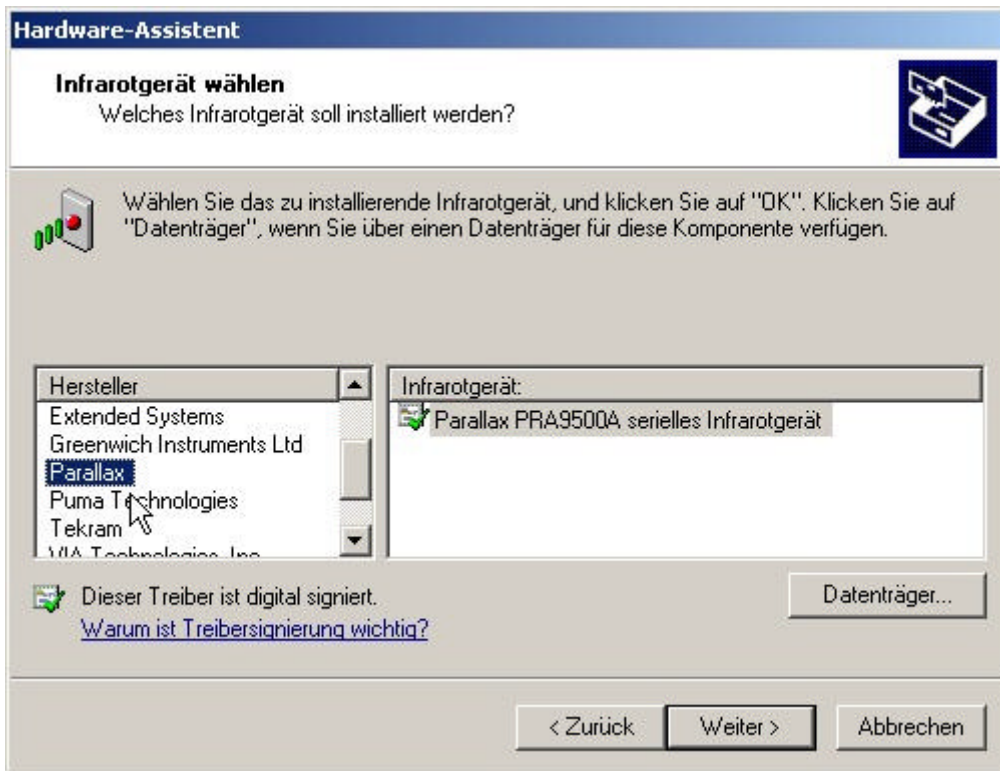 Hardware-Assistent
Infrarotgerät wählen
Welches Infrarotgerät soll installiert werden?
Wählen Sie das zu installierende Infrarotgerät, und klicken Sie auf "OK". Klicken Sie auf
"Datenträger", wenn Sie über einen Datenträger für diese Komponente verfügen.
Hersteller
Extended Systems
Greenwich Instruments Ltd
Parallax
Puma Technologies
Tekram
VIA Technologies, Inc.
Infrarotgerät:
Parallax PRA9500A serielles Infrarotgerät
Dieser Treiber ist digital signiert.
Warum ist Treibersignierung wichtig?
Datenträger...
< Zurück
Weiter >
Abbrechen